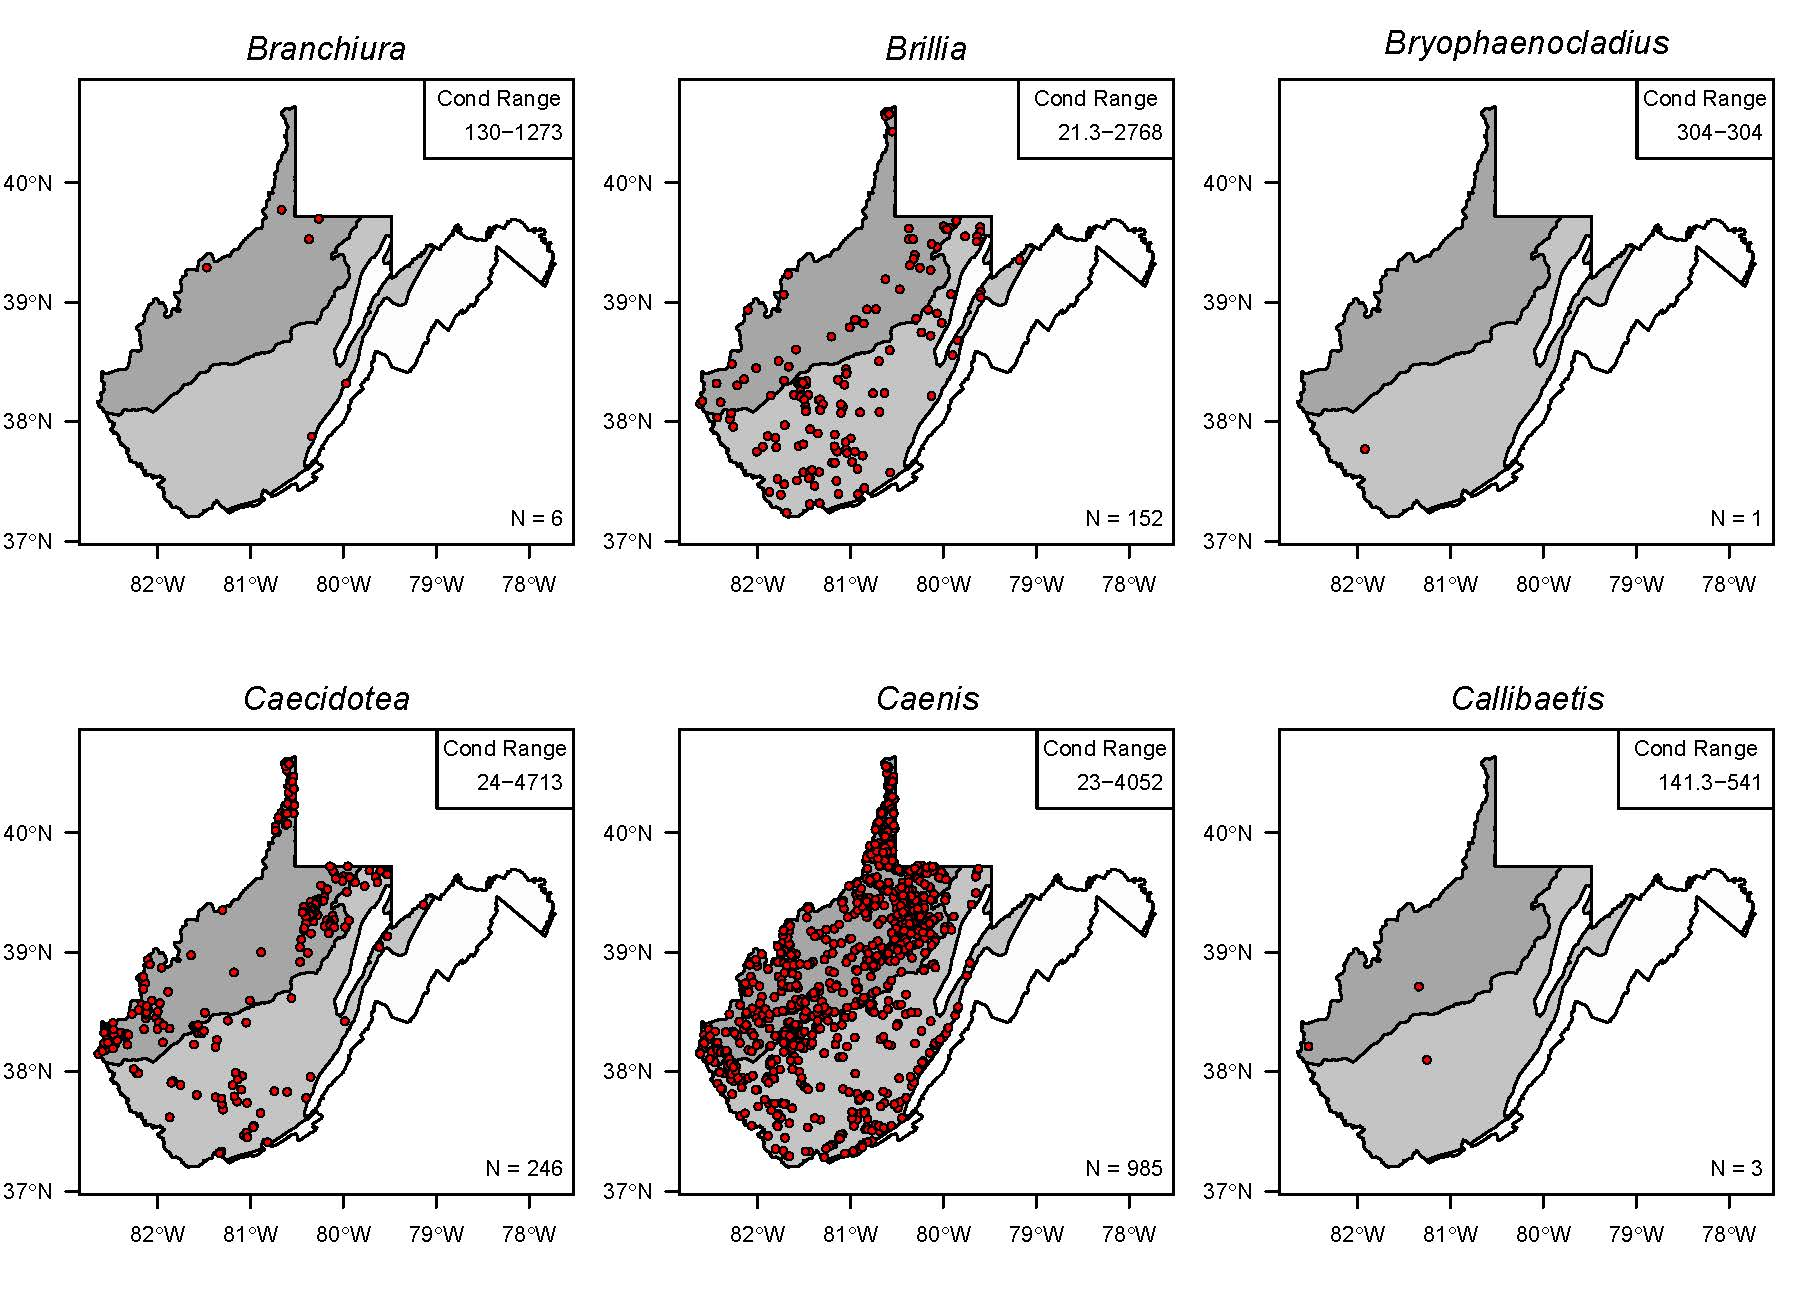 Branchiura Brillia Bryophaenocladius
Cond Range Cond Range Cond Range
130−1273 21.3−2768 304−304
40°N 40°N 40°N
39°N 39°N 39°N
38°N 38°N 38°N
N = 6 N = 152 N = 1
37°N 37°N 37°N
82°W 81°W 80°W 79°W 78°W 82°W 81°W 80°W 79°W 78°W 82°W 81°W 80°W 79°W 78°W
Caecidotea Caenis Callibaetis
Cond Range Cond Range Cond Range
24−4713 23−4052 141.3−541
40°N 40°N 40°N
39°N 39°N 39°N
38°N 38°N 38°N
N = 246 N = 985 N = 3
37°N 37°N 37°N
82°W 81°W 80°W 79°W 78°W 82°W 81°W 80°W 79°W 78°W 82°W 81°W 80°W 79°W 78°W